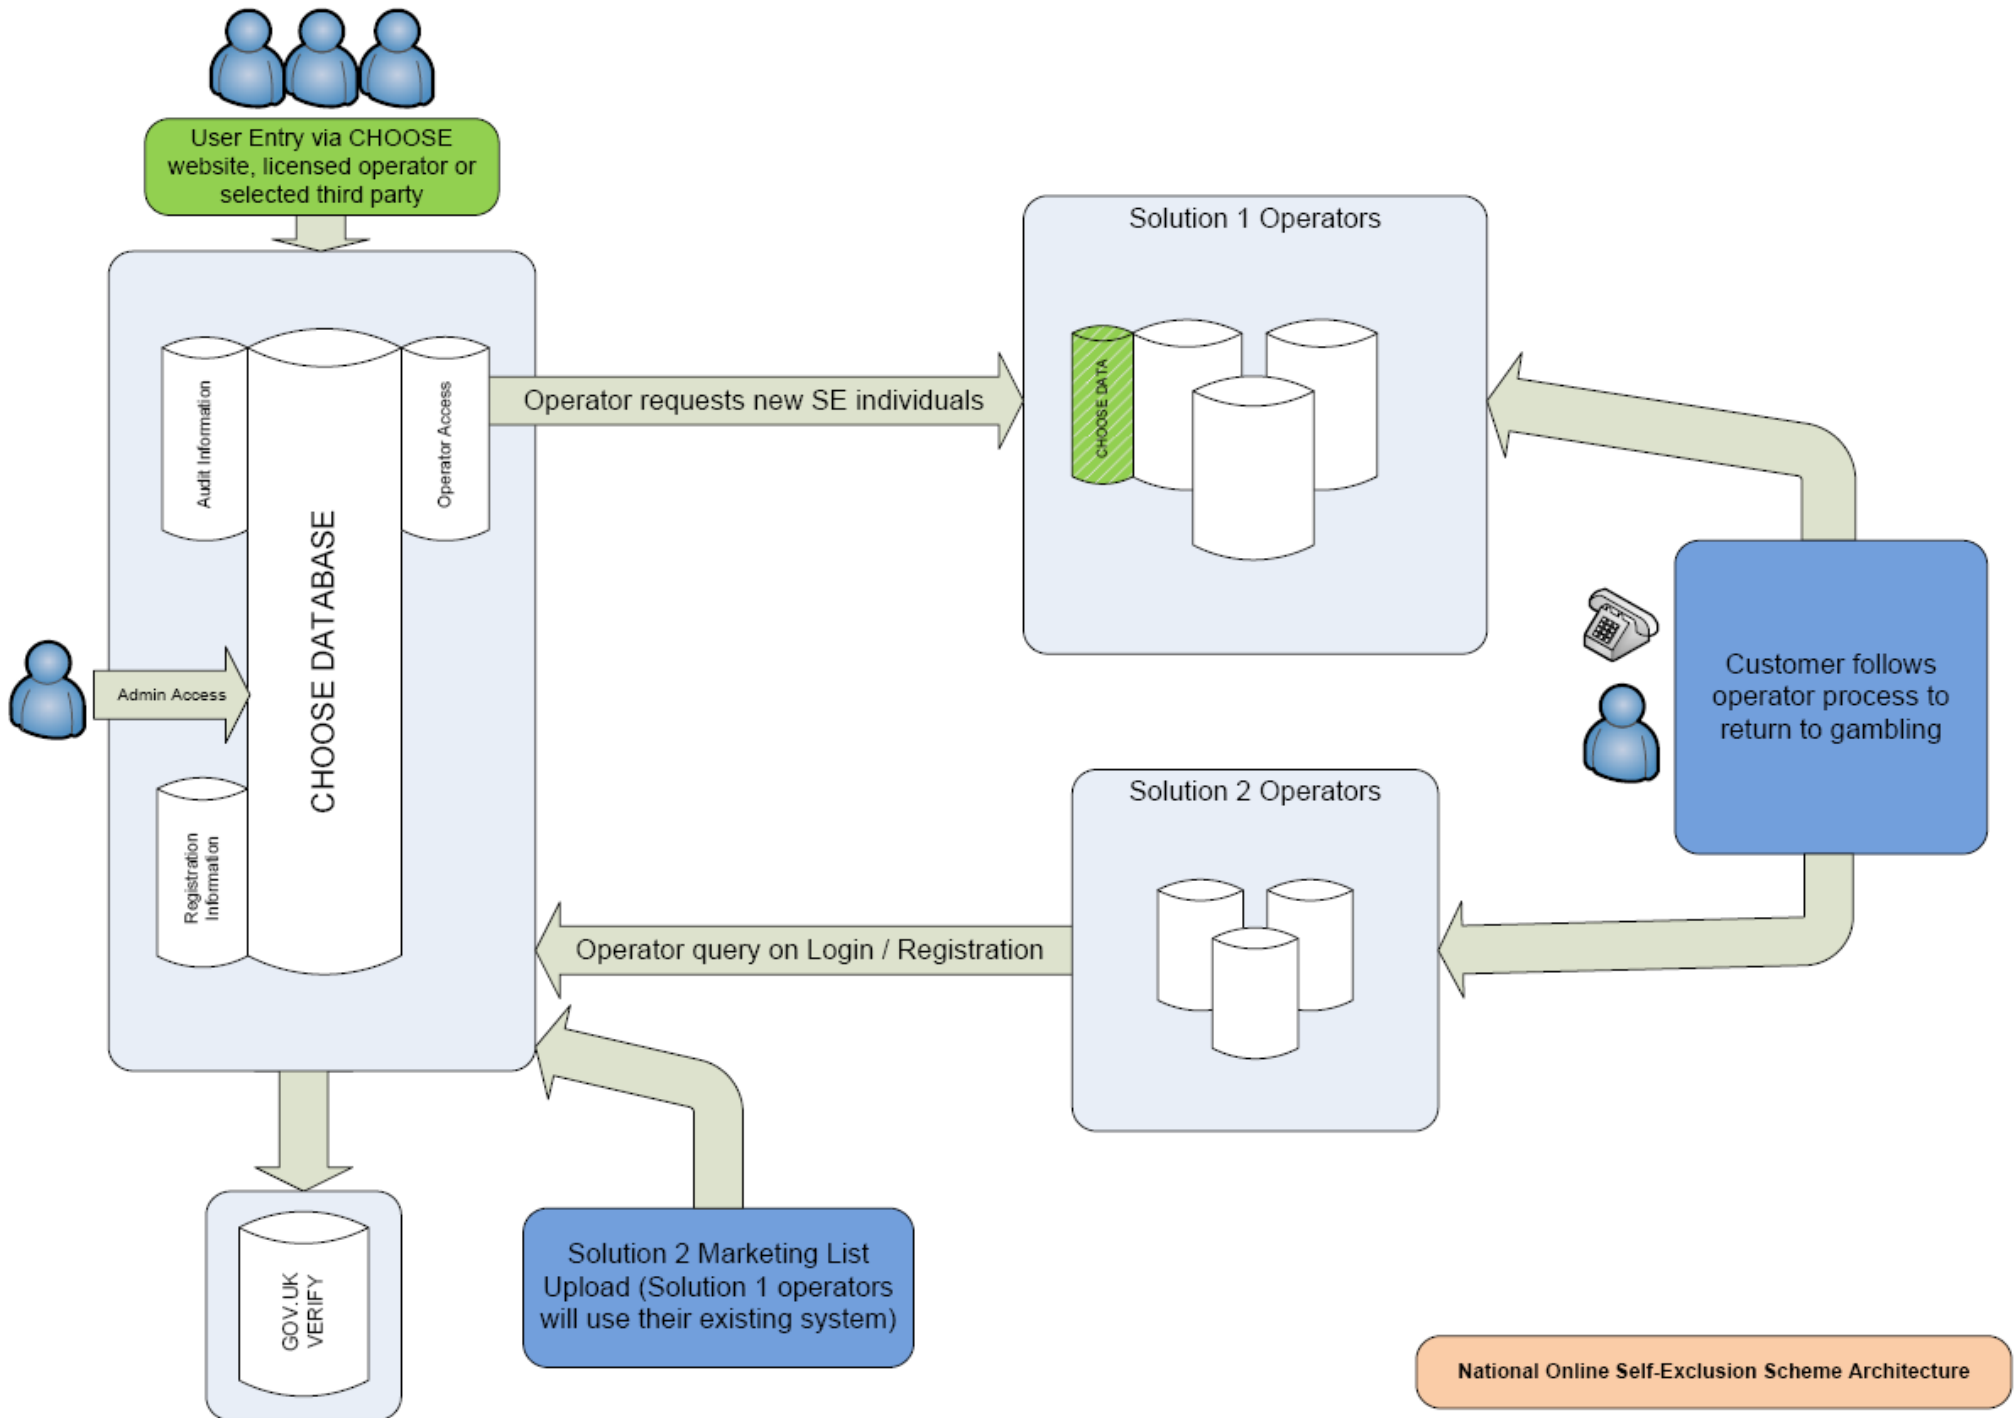 User Entry via CHOOSE
website, licensed operator or
selected third party
Solution 1 Operators
Audit Information
CHOOSE DATABASE
Operator Access
Operator requests new SE individuals
CHOOSE DATA
Admin Access
Customer follows
operator process to
return to gambling
Registration
Information
Solution 2 Operators
Operator query on Login / Registration
GOV.UK
VERIFY
Solution 2 Marketing List
Upload (Solution 1 operators
will use their existing system)
National Online Self-Exclusion Scheme Architecture